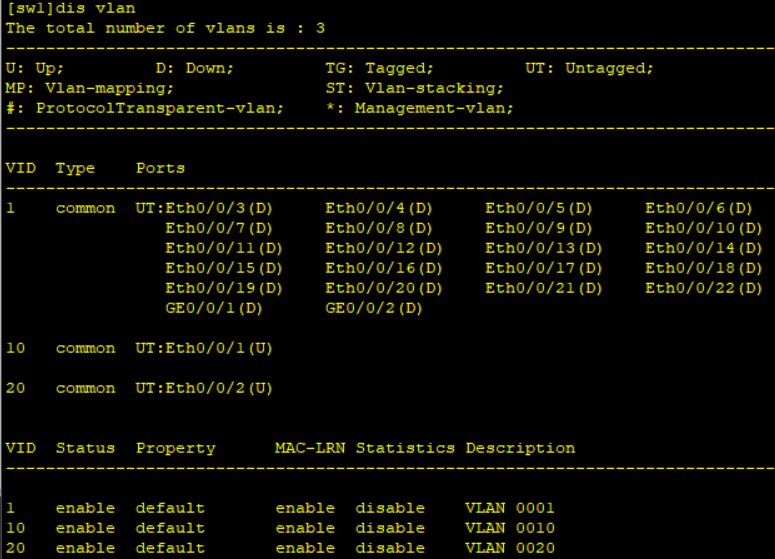 [sw1]dis vlan
The total number of vlans is : 3
--------------------------------------------------------------------------------
U: Up;         D: Down;         TG: Tagged;         UT: Untagged;
MP: Vlan-mapping;               ST: Vlan-stacking;
#: ProtocolTransparent-vlan;    *: Management-vlan;
--------------------------------------------------------------------------------
VID  Type    Ports
--------------------------------------------------------------------------------
1    common  UT:Eth0/0/3(D)     Eth0/0/4(D)     Eth0/0/5(D)     Eth0/0/6(D)
                Eth0/0/7(D)     Eth0/0/8(D)     Eth0/0/9(D)     Eth0/0/10(D)
                Eth0/0/11(D)    Eth0/0/12(D)    Eth0/0/13(D)    Eth0/0/14(D)
                Eth0/0/15(D)    Eth0/0/16(D)    Eth0/0/17(D)    Eth0/0/18(D)
                Eth0/0/19(D)    Eth0/0/20(D)    Eth0/0/21(D)    Eth0/0/22(D)
                GE0/0/1(D)      GE0/0/2(D)
10   common  UT:Eth0/0/1(U)
20   common  UT:Eth0/0/2(U)
VID  Status  Property      MAC-LRN Statistics Description
--------------------------------------------------------------------------------
1    enable  default       enable  disable    VLAN 0001
10   enable  default       enable  disable    VLAN 0010
20   enable  default       enable  disable    VLAN 0020